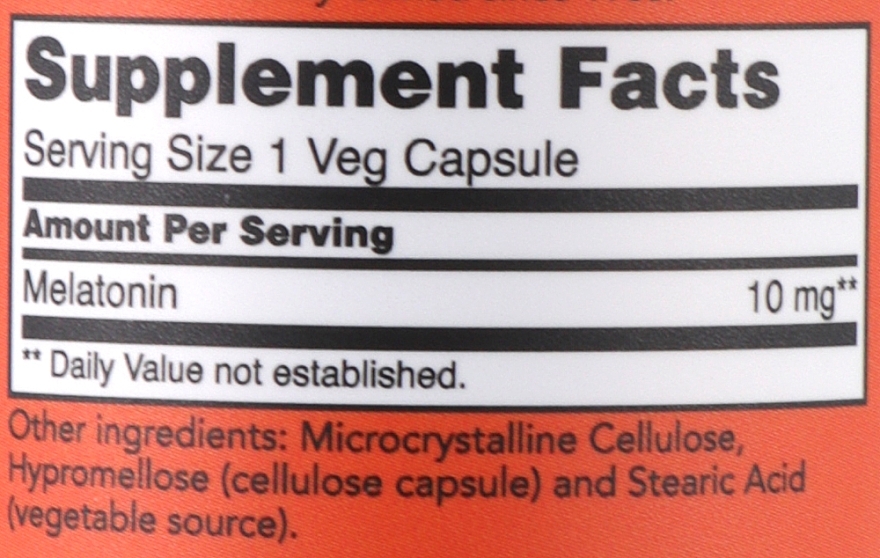 Supplement Facts
Serving Size 1 Veg Capsule
Amount Per Serving
Melatonin 10 mg**
** Daily Value not established.
Other ingredients: Microcrystalline Cellulose,
Hypromellose (cellulose capsule) and Stearic Acid
(vegetable source).